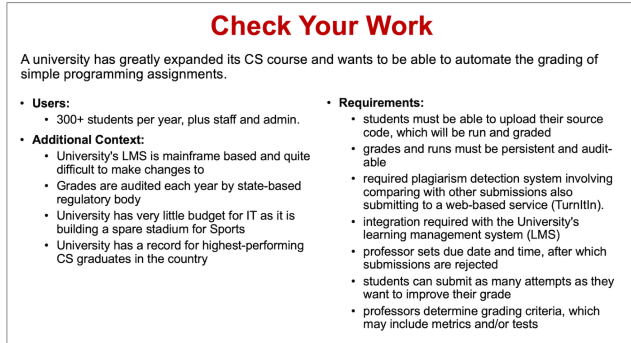 Check Your Work
A university has greatly expanded its CS course and wants to be able to automate the grading of
simple programming assignments.
• Users:
• 300+ students per year, plus staff and admin.
• Additional Context:
• University's LMS is mainframe based and quite
difficult to make changes to
• Grades are audited each year by state-based
regulatory body
• University has very little budget for IT as it is
building a spare stadium for Sports
• University has a record for highest-performing
CS graduates in the country
• Requirements:
• students must be able to upload their source
code, which will be run and graded
• grades and runs must be persistent and audit-
able
• required plagiarism detection system involving
comparing with other submissions also
submitting to a web-based service (TurnItIn).
• integration required with the University's
learning management system (LMS)
• professor sets due date and time, after which
submissions are rejected
• students can submit as many attempts as they
want to improve their grade
• professors determine grading criteria, which
may include metrics and/or tests